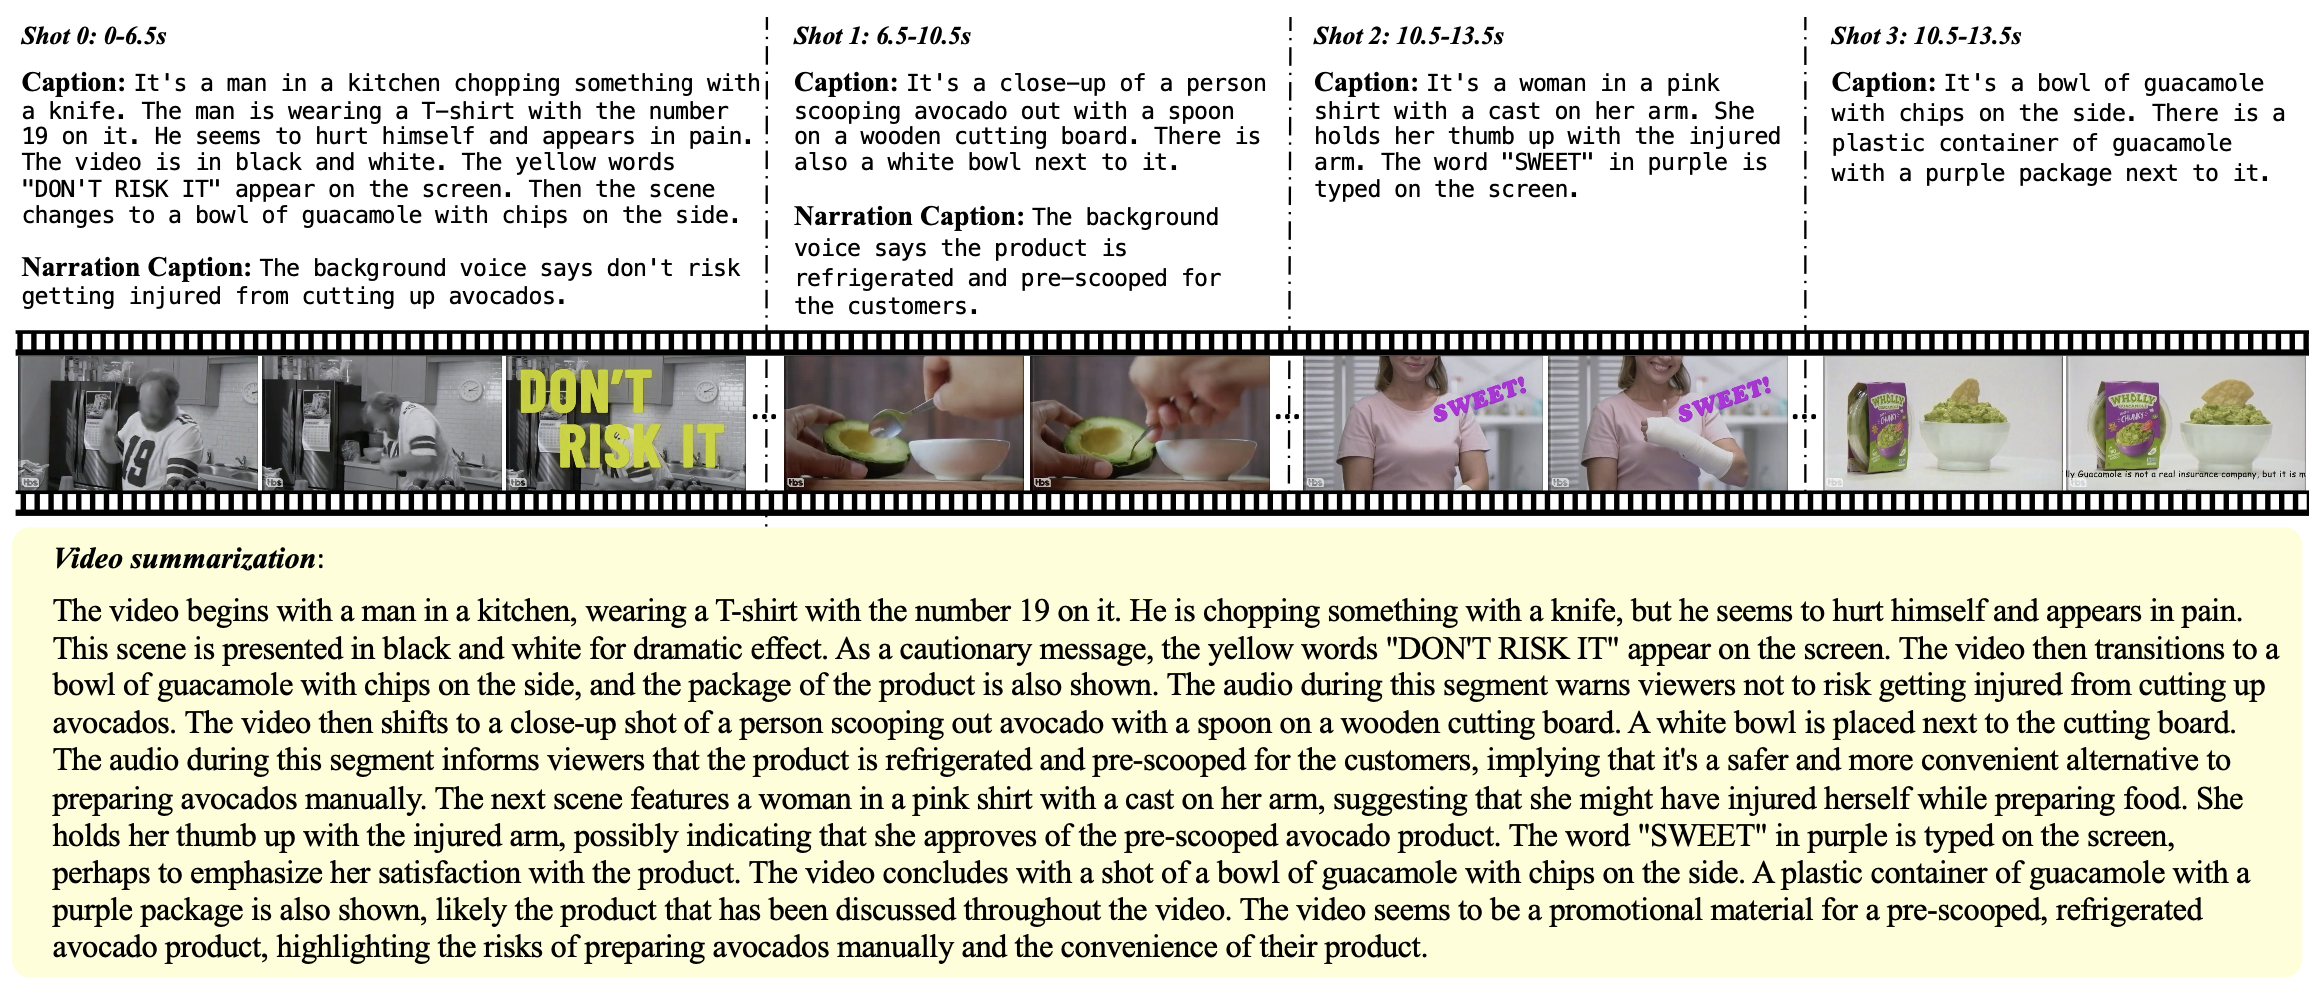 Shot 0: 0-6.5s
Caption: It's a man in a kitchen chopping something with
a knife. The man is wearing a T-shirt with the number
19 on it. He seems to hurt himself and appears in pain.
The video is in black and white. The yellow words
"DON'T RISK IT" appear on the screen. Then the scene
changes to a bowl of guacamole with chips on the side.
Narration Caption: The background voice says don't risk
getting injured from cutting up avocados.
Shot 1: 6.5-10.5s
Caption: It's a close-up of a person
scooping avocado out with a spoon
on a wooden cutting board. There is
also a white bowl next to it.
Narration Caption: The background
voice says the product is
refrigerated and pre-scooped for
the customers.
Shot 2: 10.5-13.5s
Caption: It's a woman in a pink
shirt with a cast on her arm. She
holds her thumb up with the injured
arm. The word "SWEET" in purple is
typed on the screen.
Shot 3: 10.5-13.5s
Caption: It's a bowl of guacamole
with chips on the side. There is a
plastic container of guacamole
with a purple package next to it.
19
tbs
tbs
DON'T
RISK IT
tbs
...
tbs
tbs
...
SWEET!
tbs
SWEET!
tbs
...
WHOLLY
CHUNKY
tbs
WHOLLY
CHUNKY
lly Guacamole is not a real insurance company, but it is m
tbs
Video summarization:
The video begins with a man in a kitchen, wearing a T-shirt with the number 19 on it. He is chopping something with a knife, but he seems to hurt himself and appears in pain.
This scene is presented in black and white for dramatic effect. As a cautionary message, the yellow words "DON'T RISK IT" appear on the screen. The video then transitions to a
bowl of guacamole with chips on the side, and the package of the product is also shown. The audio during this segment warns viewers not to risk getting injured from cutting up
avocados. The video then shifts to a close-up shot of a person scooping out avocado with a spoon on a wooden cutting board. A white bowl is placed next to the cutting board.
The audio during this segment informs viewers that the product is refrigerated and pre-scooped for the customers, implying that it's a safer and more convenient alternative to
preparing avocados manually. The next scene features a woman in a pink shirt with a cast on her arm, suggesting that she might have injured herself while preparing food. She
holds her thumb up with the injured arm, possibly indicating that she approves of the pre-scooped avocado product. The word "SWEET" in purple is typed on the screen,
perhaps to emphasize her satisfaction with the product. The video concludes with a shot of a bowl of guacamole with chips on the side. A plastic container of guacamole with a
purple package is also shown, likely the product that has been discussed throughout the video. The video seems to be a promotional material for a pre-scooped, refrigerated
avocado product, highlighting the risks of preparing avocados manually and the convenience of their product.